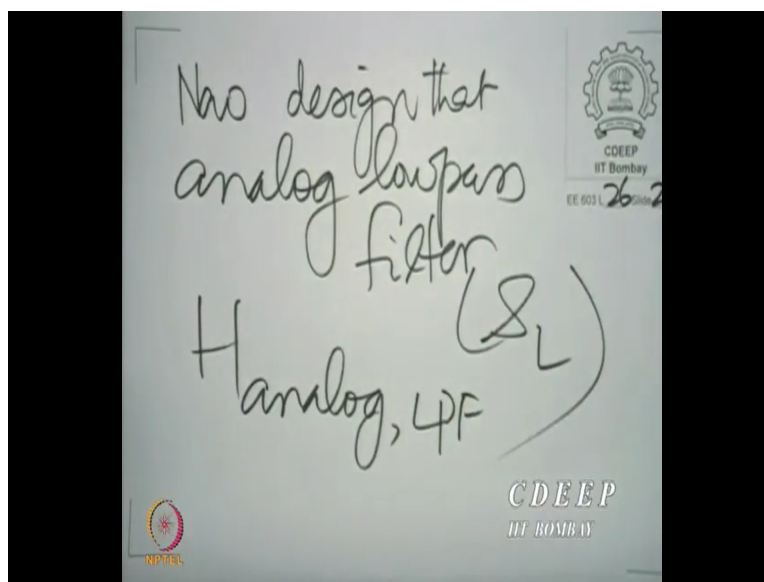 Now design that
analog lowpass
filter
H analog, LPF (s_L)
CDEEP
IIT Bombay
EE 603 L 26 Slide 2
CDEEP
IIT BOMBAY
NPTEL